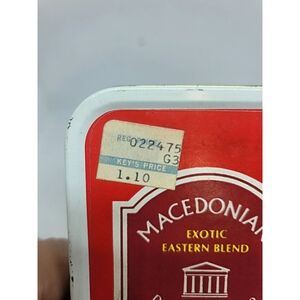 REG.
022475
G3
KEY'S PRICE
1.10
MACEDONIAN
EXOTIC
EASTERN BLEND